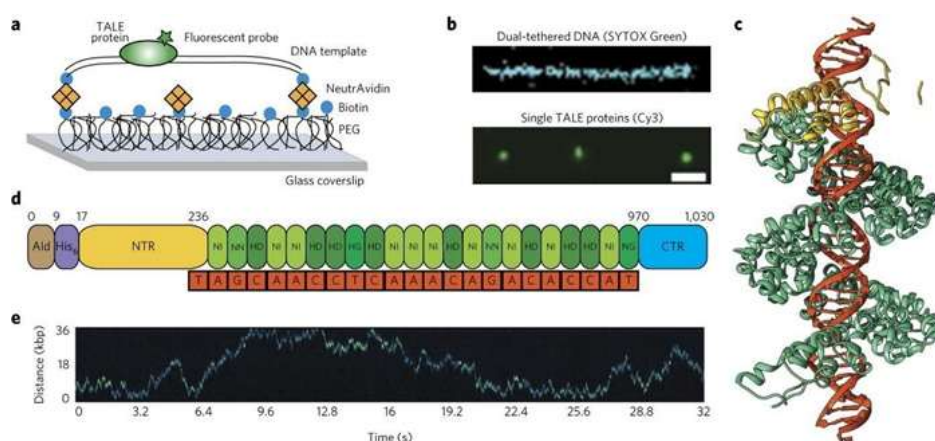 a
TALE
protein
Fluorescent probe
DNA template
NeutrAvidin
Biotin
PEG
Glass coverslip
b
Dual-tethered DNA (SYTOX Green)
Single TALE proteins (Cy3)
c
d
0 9 17 236 970 1,030
Ald His₆ NTR NI NN HD NI NI HD HD HG HD NI NI NI HD NI NN NI HD NI HD HD NI NG CTR
T A G C A A C C T C A A A C A G A C A C C A T
e
Distance (kbp)
36
18
0
0 3.2 6.4 9.6 12.8 16 19.2 22.4 25.6 28.8 32
Time (s)